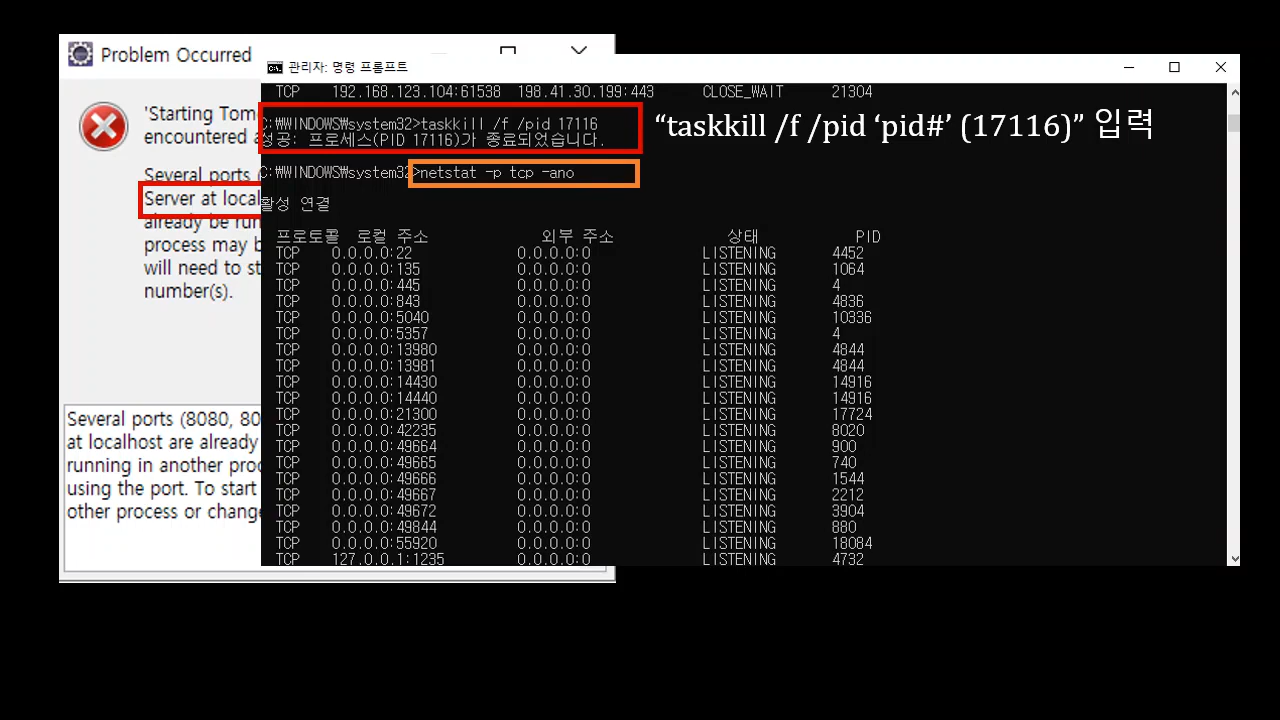 Problem Occurred
'Starting Tom
encountered a
Several ports (
Server at local
already be run
process may b
will need to st
number(s).
Several ports (8080, 80
at localhost are already
running in another proc
using the port. To start
other process or change
관리자: 명령 프롬프트
TCP 192.168.123.104:61538 198.41.30.199:443 CLOSE_WAIT 21304
C:₩WINDOWS₩system32>taskkill /f /pid 17116
성공: 프로세스(PID 17116)가 종료되었습니다.
“taskkill /f /pid ‘pid#’ (17116)” 입력
C:₩WINDOWS₩system32>netstat -p tcp -ano
활성 연결
프로토콜 로컬 주소 외부 주소 상태 PID
TCP 0.0.0.0:22 0.0.0.0:0 LISTENING 4452
TCP 0.0.0.0:135 0.0.0.0:0 LISTENING 1064
TCP 0.0.0.0:445 0.0.0.0:0 LISTENING 4
TCP 0.0.0.0:843 0.0.0.0:0 LISTENING 4836
TCP 0.0.0.0:5040 0.0.0.0:0 LISTENING 10336
TCP 0.0.0.0:5357 0.0.0.0:0 LISTENING 4
TCP 0.0.0.0:13980 0.0.0.0:0 LISTENING 4844
TCP 0.0.0.0:13981 0.0.0.0:0 LISTENING 4844
TCP 0.0.0.0:14430 0.0.0.0:0 LISTENING 14916
TCP 0.0.0.0:14440 0.0.0.0:0 LISTENING 14916
TCP 0.0.0.0:21300 0.0.0.0:0 LISTENING 17724
TCP 0.0.0.0:42235 0.0.0.0:0 LISTENING 8020
TCP 0.0.0.0:49664 0.0.0.0:0 LISTENING 900
TCP 0.0.0.0:49665 0.0.0.0:0 LISTENING 740
TCP 0.0.0.0:49666 0.0.0.0:0 LISTENING 1544
TCP 0.0.0.0:49667 0.0.0.0:0 LISTENING 2212
TCP 0.0.0.0:49672 0.0.0.0:0 LISTENING 3904
TCP 0.0.0.0:49844 0.0.0.0:0 LISTENING 880
TCP 0.0.0.0:55920 0.0.0.0:0 LISTENING 18084
TCP 127.0.0.1:1235 0.0.0.0:0 LISTENING 4732